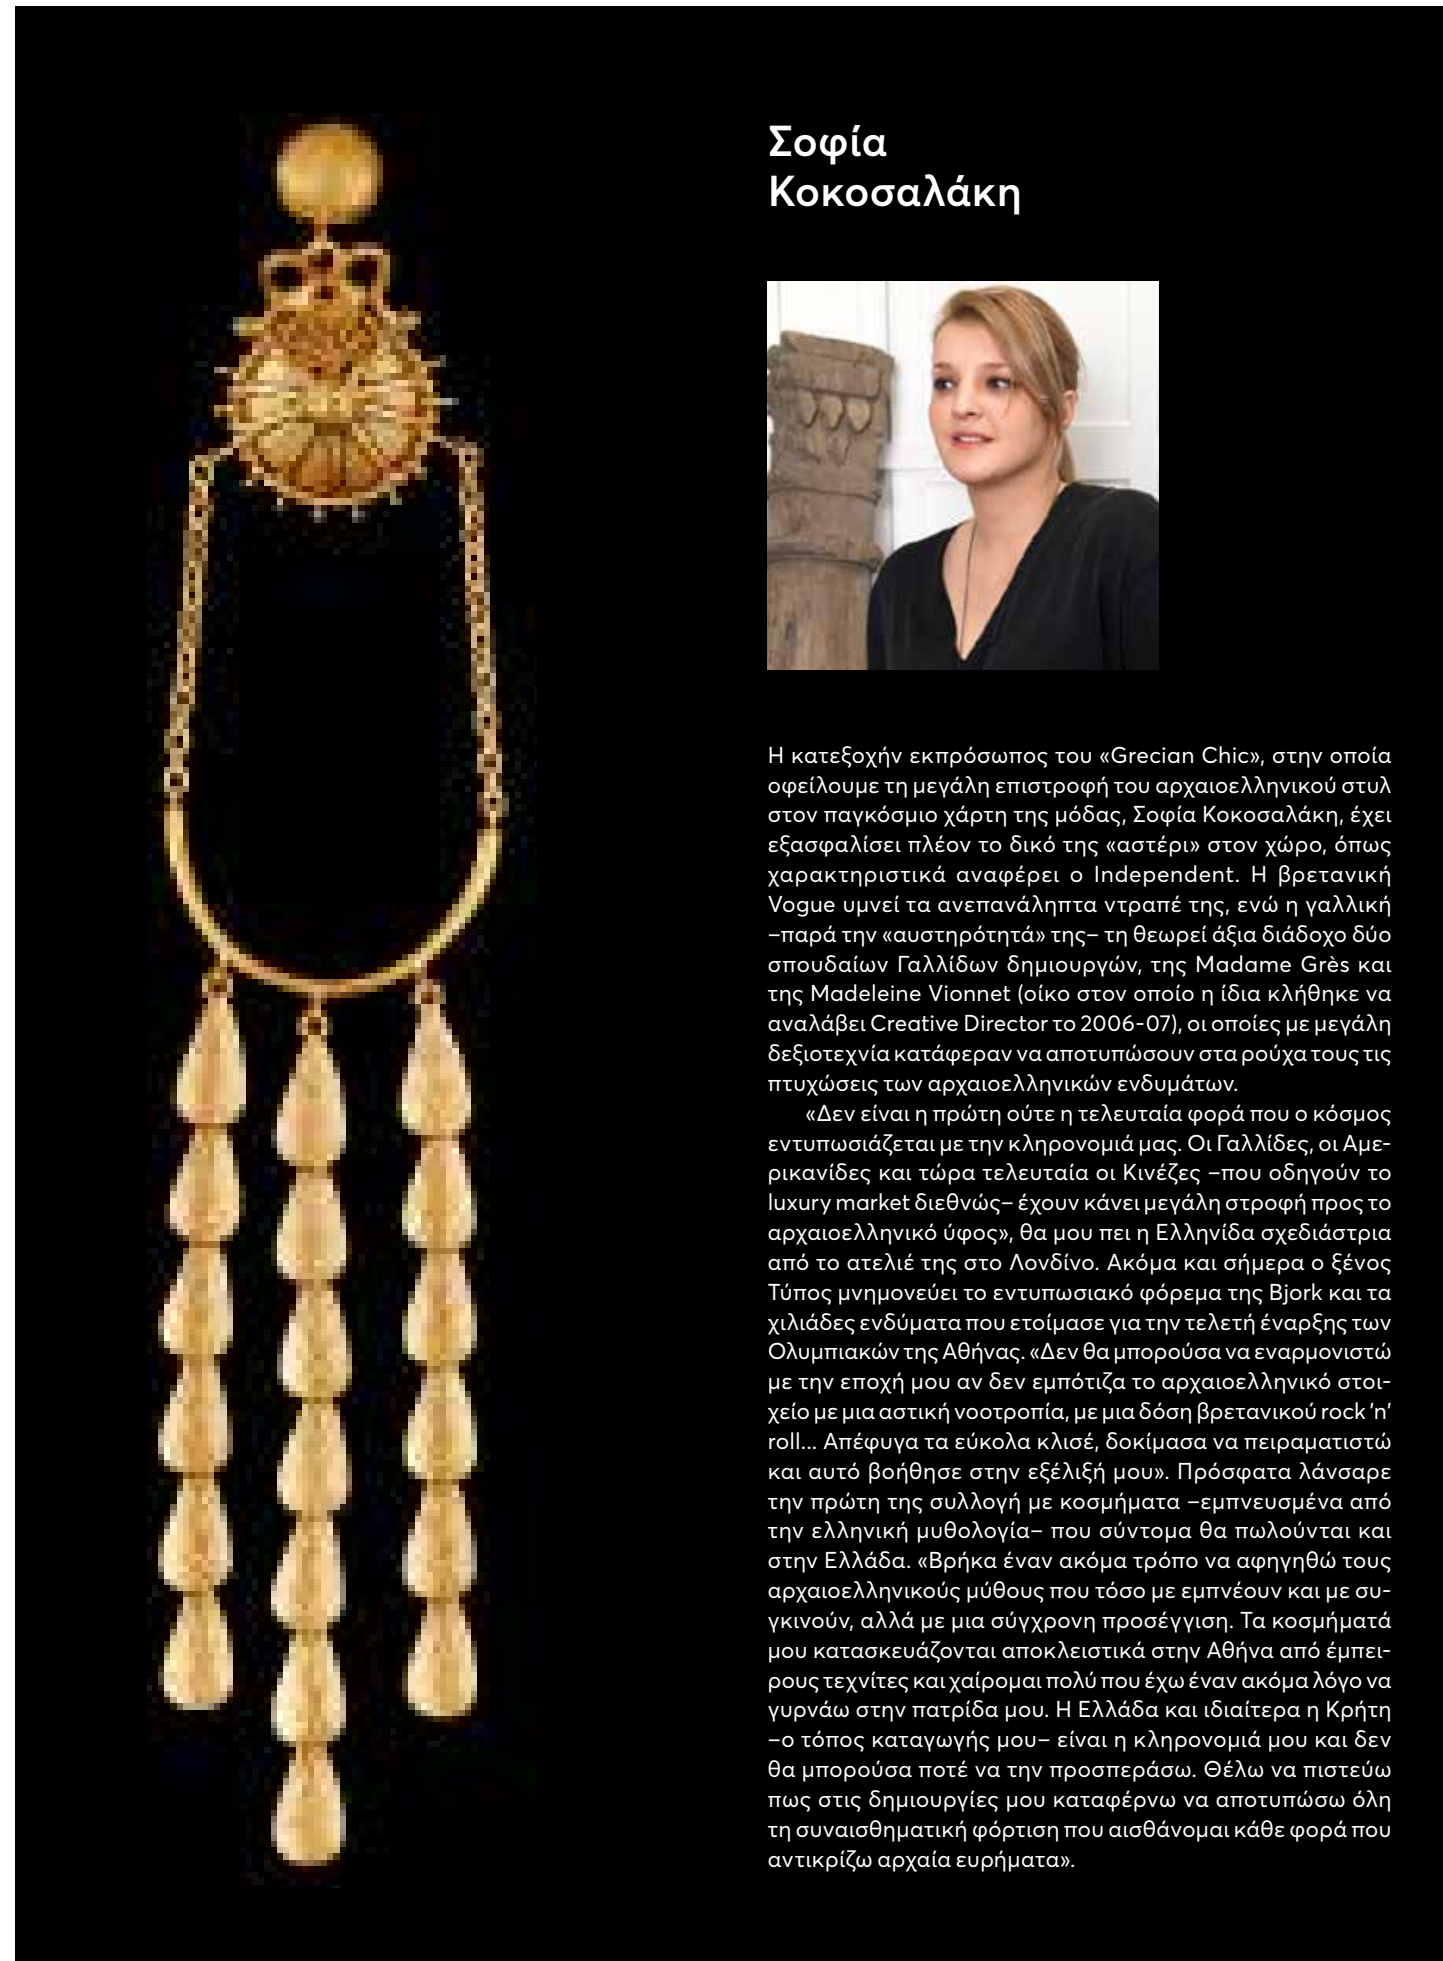 Σοφία
Κοκοσαλάκη
Η κατεξοχήν εκπρόσωπος του «Grecian Chic», στην οποία
οφείλουμε τη μεγάλη επιστροφή του αρχαιοελληνικού στυλ
στον παγκόσμιο χάρτη της μόδας, Σοφία Κοκοσαλάκη, έχει
εξασφαλίσει πλέον το δικό της «αστέρι» στον χώρο, όπως
χαρακτηριστικά αναφέρει ο Independent. Η βρετανική
Vogue υμνεί τα ανεπανάληπτα ντραπέ της, ενώ η γαλλική
–παρά την «αυστηρότητά» της– τη θεωρεί άξια διάδοχο δύο
σπουδαίων Γαλλίδων δημιουργών, της Madame Grès και
της Madeleine Vionnet (οίκο στον οποίο η ίδια κλήθηκε να
αναλάβει Creative Director το 2006-07), οι οποίες με μεγάλη
δεξιοτεχνία κατάφεραν να αποτυπώσουν στα ρούχα τους τις
πτυχώσεις των αρχαιοελληνικών ενδυμάτων.
«Δεν είναι η πρώτη ούτε η τελευταία φορά που ο κόσμος
εντυπωσιάζεται με την κληρονομιά μας. Οι Γαλλίδες, οι Αμε-
ρικανίδες και τώρα τελευταία οι Κινέζες –που οδηγούν το
luxury market διεθνώς– έχουν κάνει μεγάλη στροφή προς το
αρχαιοελληνικό ύφος», θα μου πει η Ελληνίδα σχεδιάστρια
από το ατελιέ της στο Λονδίνο. Ακόμα και σήμερα ο ξένος
Τύπος μνημονεύει το εντυπωσιακό φόρεμα της Bjork και τα
χιλιάδες ενδύματα που ετοίμασε για την τελετή έναρξης των
Ολυμπιακών της Αθήνας. «Δεν θα μπορούσα να εναρμονιστώ
με την εποχή μου αν δεν εμπότιζα το αρχαιοελληνικό στοι-
χείο με μια αστική νοοτροπία, με μια δόση βρετανικού rock ’n’
roll... Απέφυγα τα εύκολα κλισέ, δοκίμασα να πειραματιστώ
και αυτό βοήθησε στην εξέλιξή μου». Πρόσφατα λάνσαρε
την πρώτη της συλλογή με κοσμήματα –εμπνευσμένα από
την ελληνική μυθολογία– που σύντομα θα πωλούνται και
στην Ελλάδα. «Βρήκα έναν ακόμα τρόπο να αφηγηθώ τους
αρχαιοελληνικούς μύθους που τόσο με εμπνέουν και με συ-
γκινούν, αλλά με μια σύγχρονη προσέγγιση. Τα κοσμήματά
μου κατασκευάζονται αποκλειστικά στην Αθήνα από έμπει-
ρους τεχνίτες και χαίρομαι πολύ που έχω έναν ακόμα λόγο να
γυρνάω στην πατρίδα μου. Η Ελλάδα και ιδιαίτερα η Κρήτη
–ο τόπος καταγωγής μου– είναι η κληρονομιά μου και δεν
θα μπορούσα ποτέ να την προσπεράσω. Θέλω να πιστεύω
πως στις δημιουργίες μου καταφέρνω να αποτυπώσω όλη
τη συναισθηματική φόρτιση που αισθάνομαι κάθε φορά που
αντικρίζω αρχαία ευρήματα».